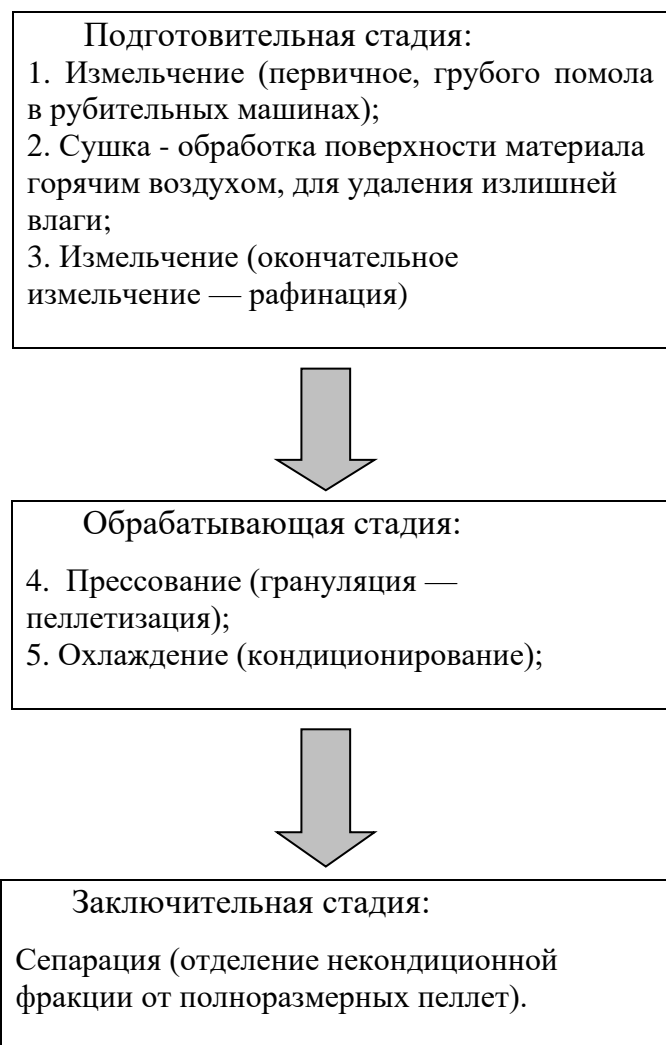 Подготовительная стадия:
1. Измельчение (первичное, грубого помола
в рубительных машинах);
2. Сушка - обработка поверхности материала
горячим воздухом, для удаления излишней
влаги;
3. Измельчение (окончательное
измельчение — рафинация)
Обрабатывающая стадия:
4. Прессование (грануляция —
пеллетизация);
5. Охлаждение (кондиционирование);
Заключительная стадия:
Сепарация (отделение некондиционной
фракции от полноразмерных пеллет).